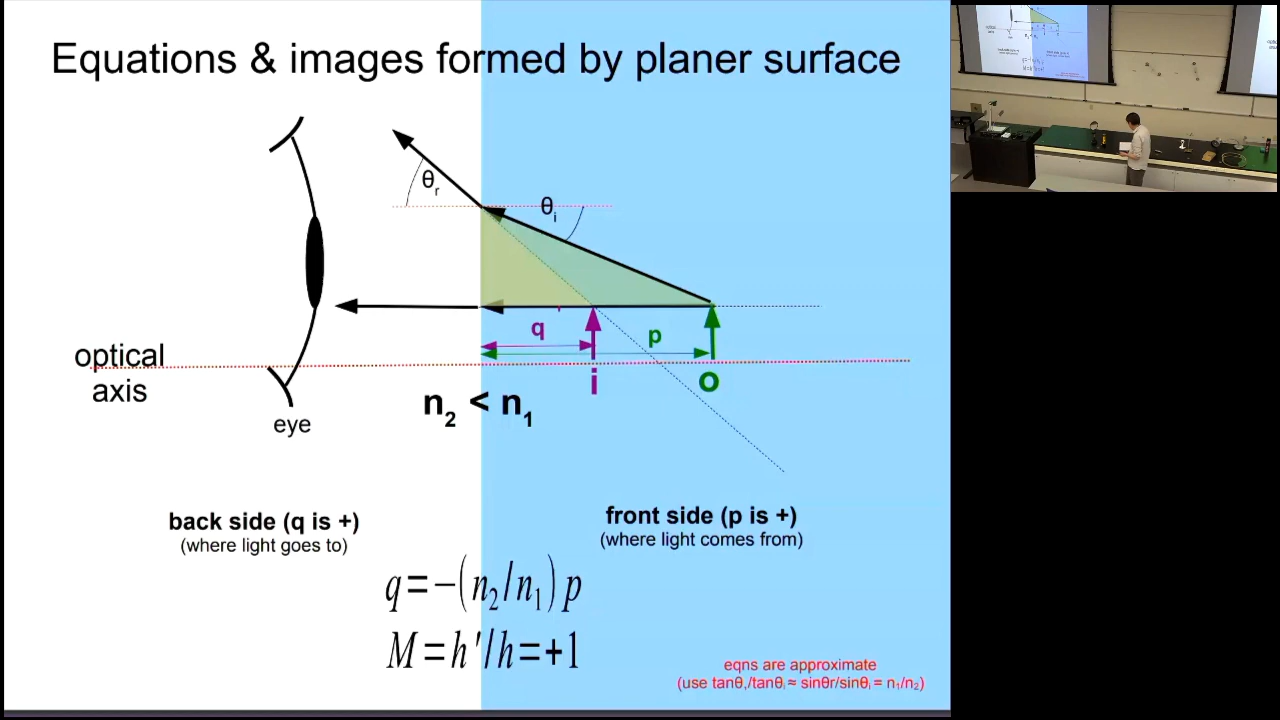 Equations & images formed by planer surface
θr
θi
q
p
optical
axis
i
o
n2 < n1
eye
back side (q is +)
(where light goes to)
front side (p is +)
(where light comes from)
q=−(n2/n1)p
M=h'/h=+1
eqns are approximate
(use tanθr/tanθi ≈ sinθr/sinθi = n1/n2)